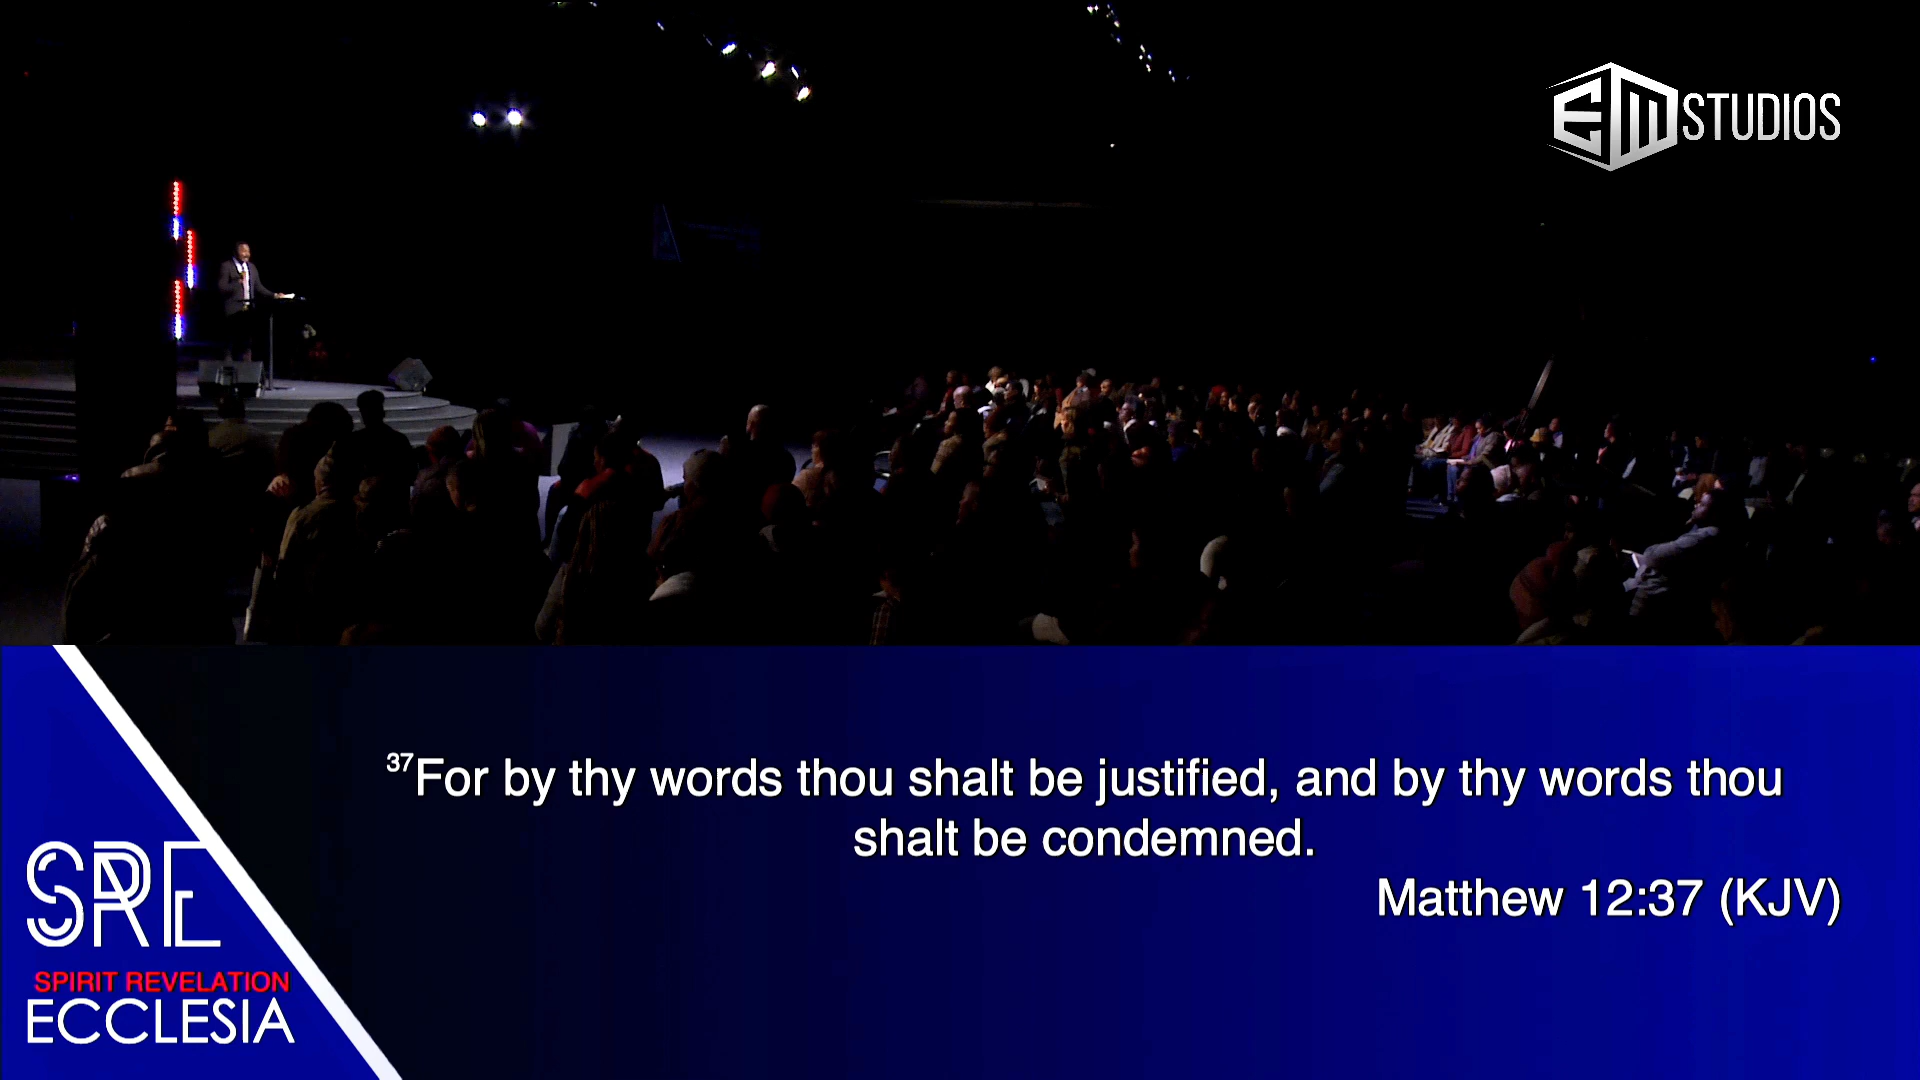 EM STUDIOS
³⁷For by thy words thou shalt be justified, and by thy words thou
shalt be condemned.
Matthew 12:37 (KJV)
SRE
SPIRIT REVELATION
ECCLESIA